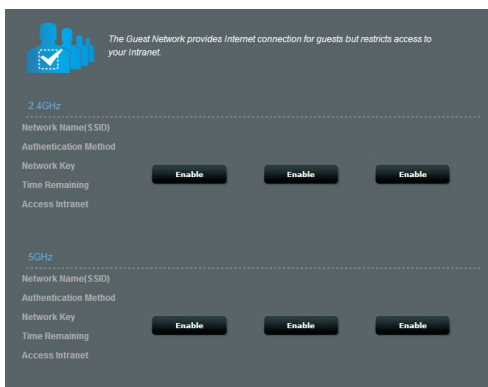 The Guest Network provides Internet connection for guests but restricts access to
your Intranet.
2.4GHz
Network Name(SSID)
Authentication Method
Network Key
Enable Enable Enable
Time Remaining
Access Intranet
5GHz
Network Name(SSID)
Authentication Method
Network Key
Enable Enable Enable
Time Remaining
Access Intranet